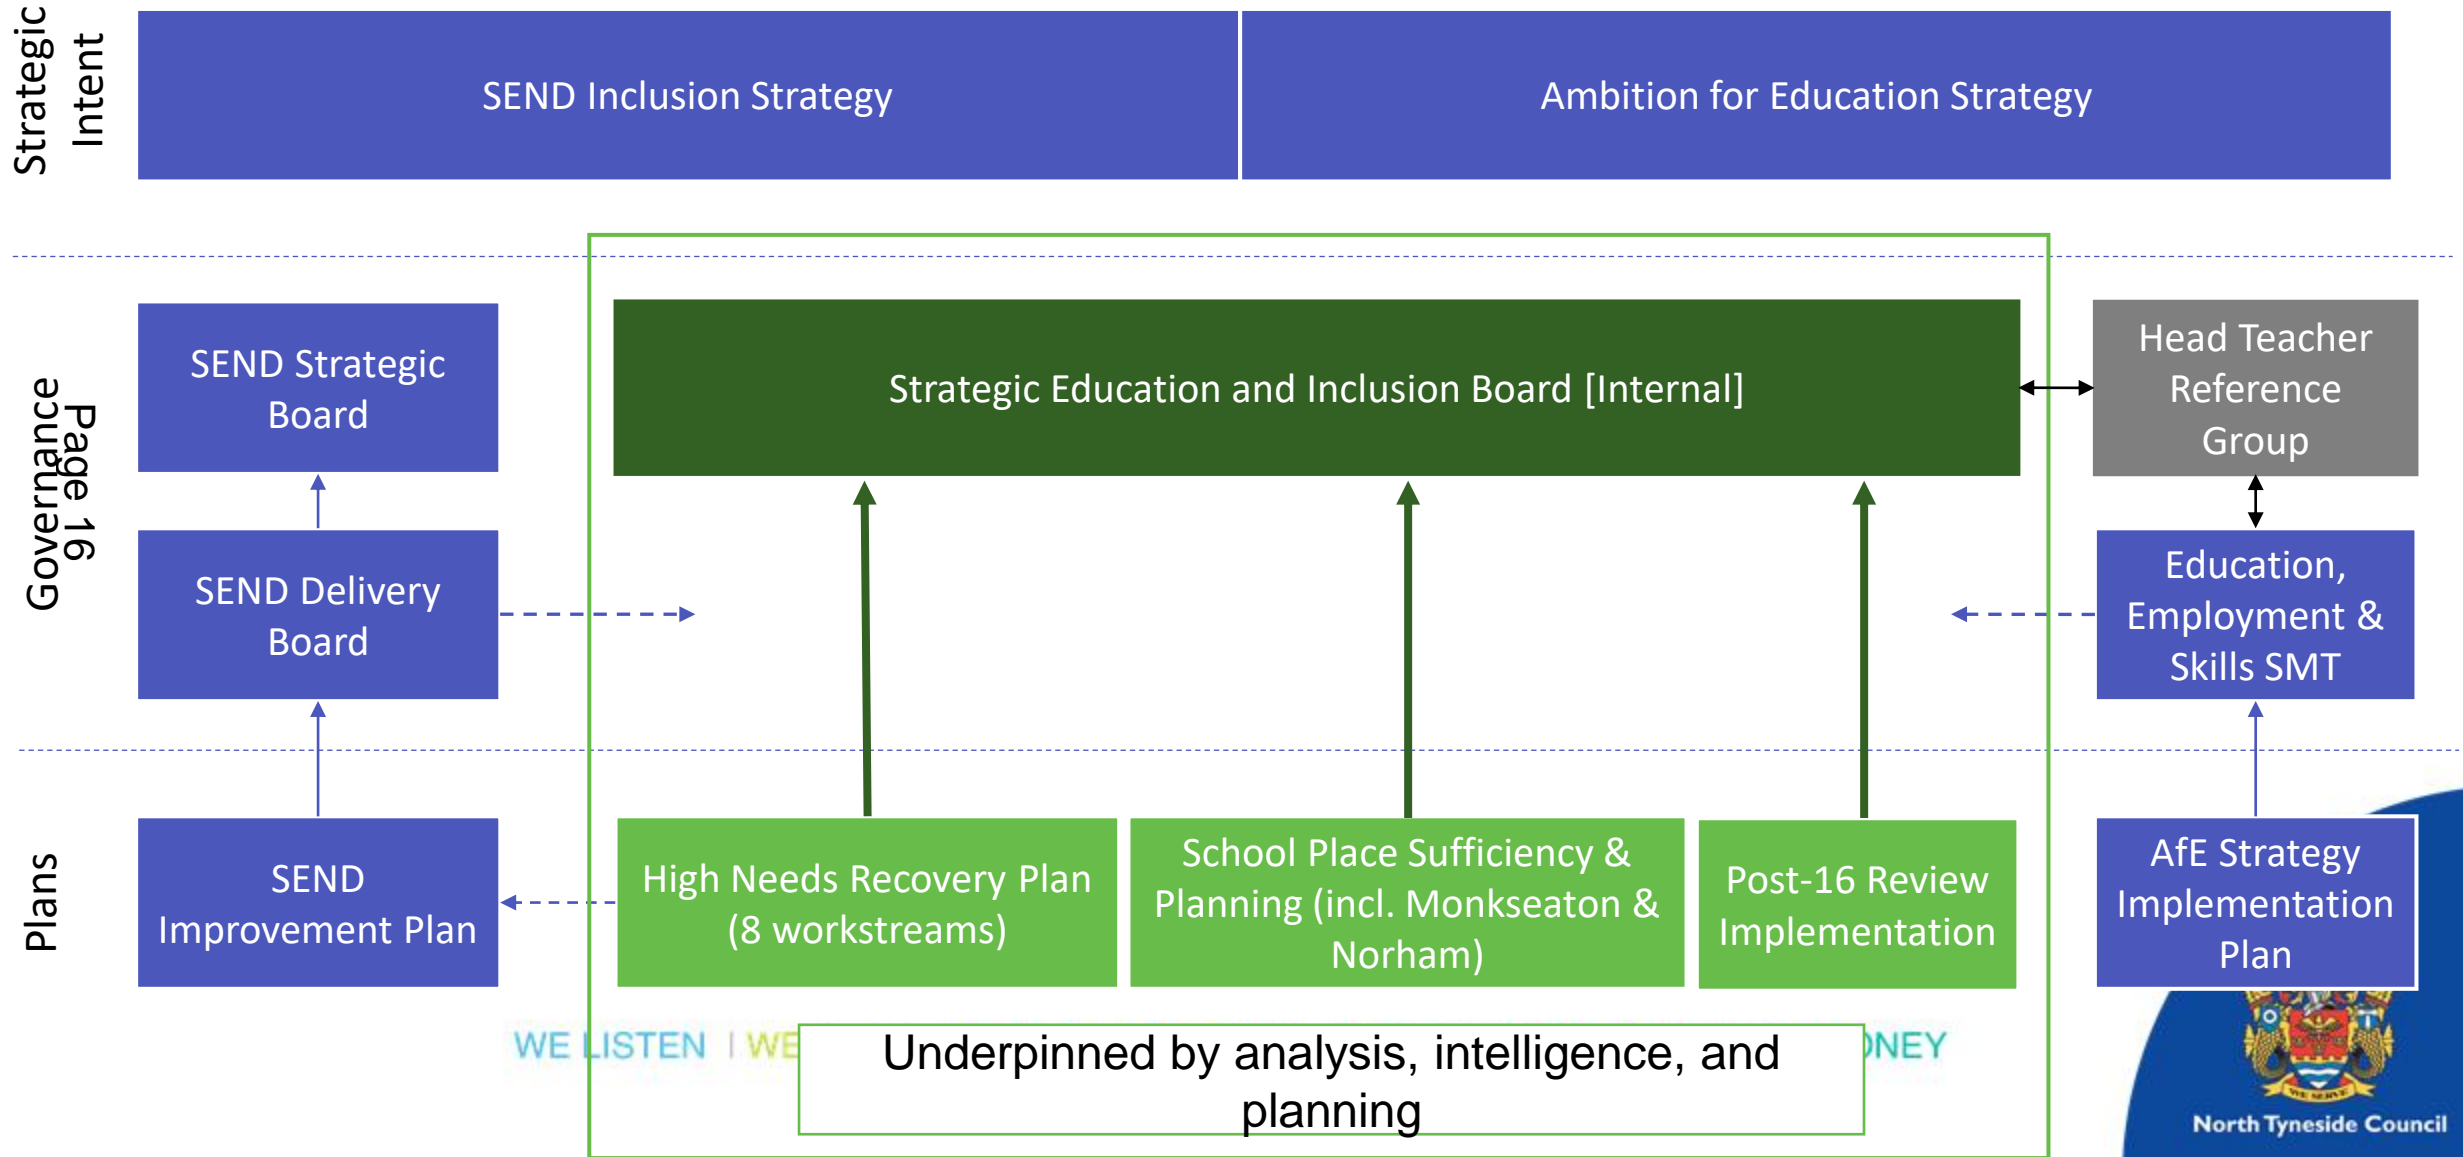 Strategic
Intent
SEND Inclusion Strategy
Ambition for Education Strategy
Governance
Page 16
SEND Strategic
Board
Strategic Education and Inclusion Board [Internal]
Head Teacher
Reference
Group
SEND Delivery
Board
Education,
Employment &
Skills SMT
Plans
SEND
Improvement Plan
High Needs Recovery Plan
(8 workstreams)
School Place Sufficiency &
Planning (incl. Monkseaton &
Norham)
Post-16 Review
Implementation
AfE Strategy
Implementation
Plan
WE LISTEN | WE
Underpinned by analysis, intelligence, and
planning
WE SERVE
North Tyneside Council